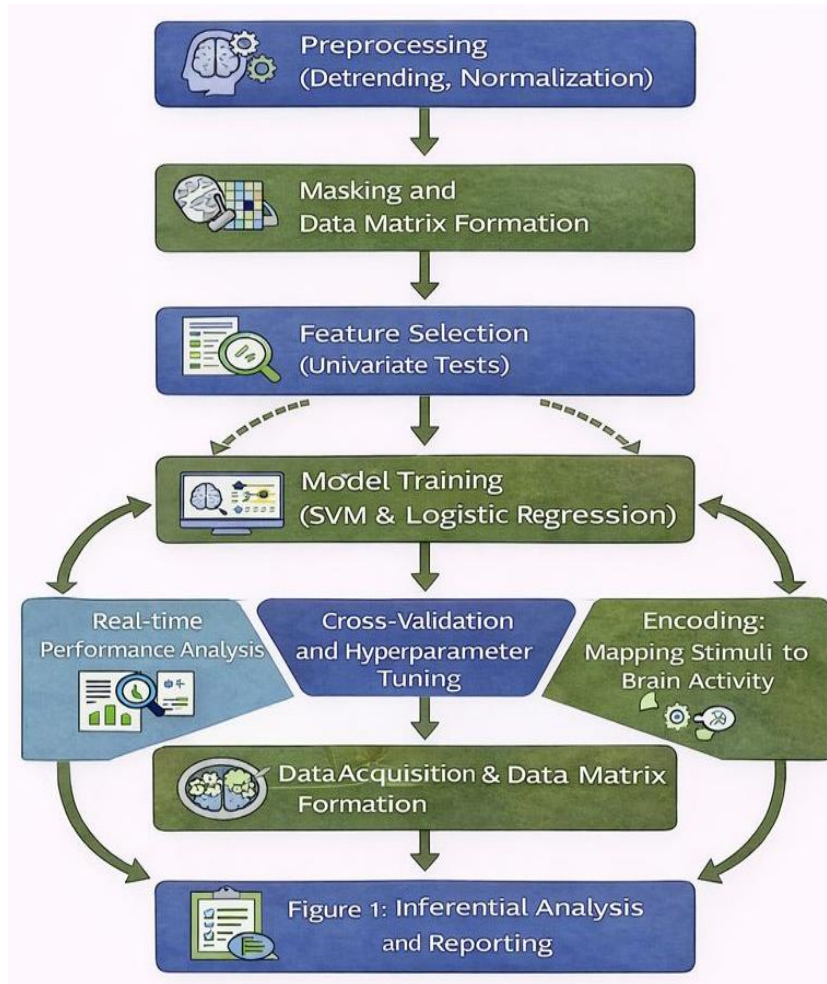 Preprocessing
(Detrending, Normalization)
Masking and
Data Matrix Formation
Feature Selection
(Univariate Tests)
Model Training
(SVM & Logistic Regression)
Real-time
Performance Analysis
Cross-Validation
and Hyperparameter
Tuning
Encoding:
Mapping Stimuli to
Brain Activity
Data Acquisition & Data Matrix
Formation
Figure 1: Inferential Analysis
and Reporting